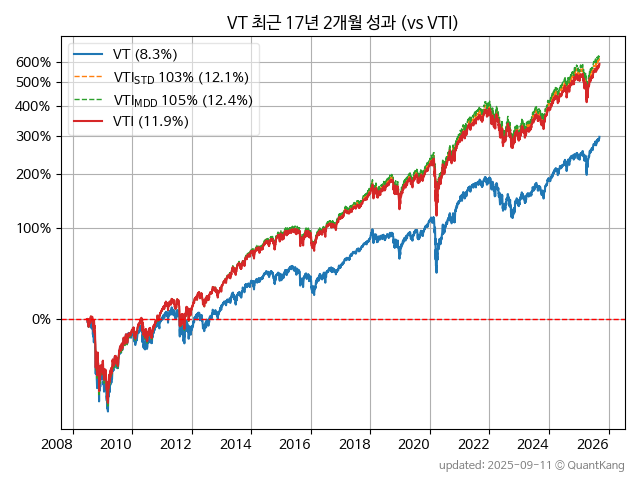 VT 최근 17년 2개월 성과 (vs VTI)
VT (8.3%)
VTI_STD 103% (12.1%)
VTI_MDD 105% (12.4%)
VTI (11.9%)
600%
500%
400%
300%
200%
100%
0%
2008 2010 2012 2014 2016 2018 2020 2022 2024 2026
updated: 2025-09-11 © QuantKang